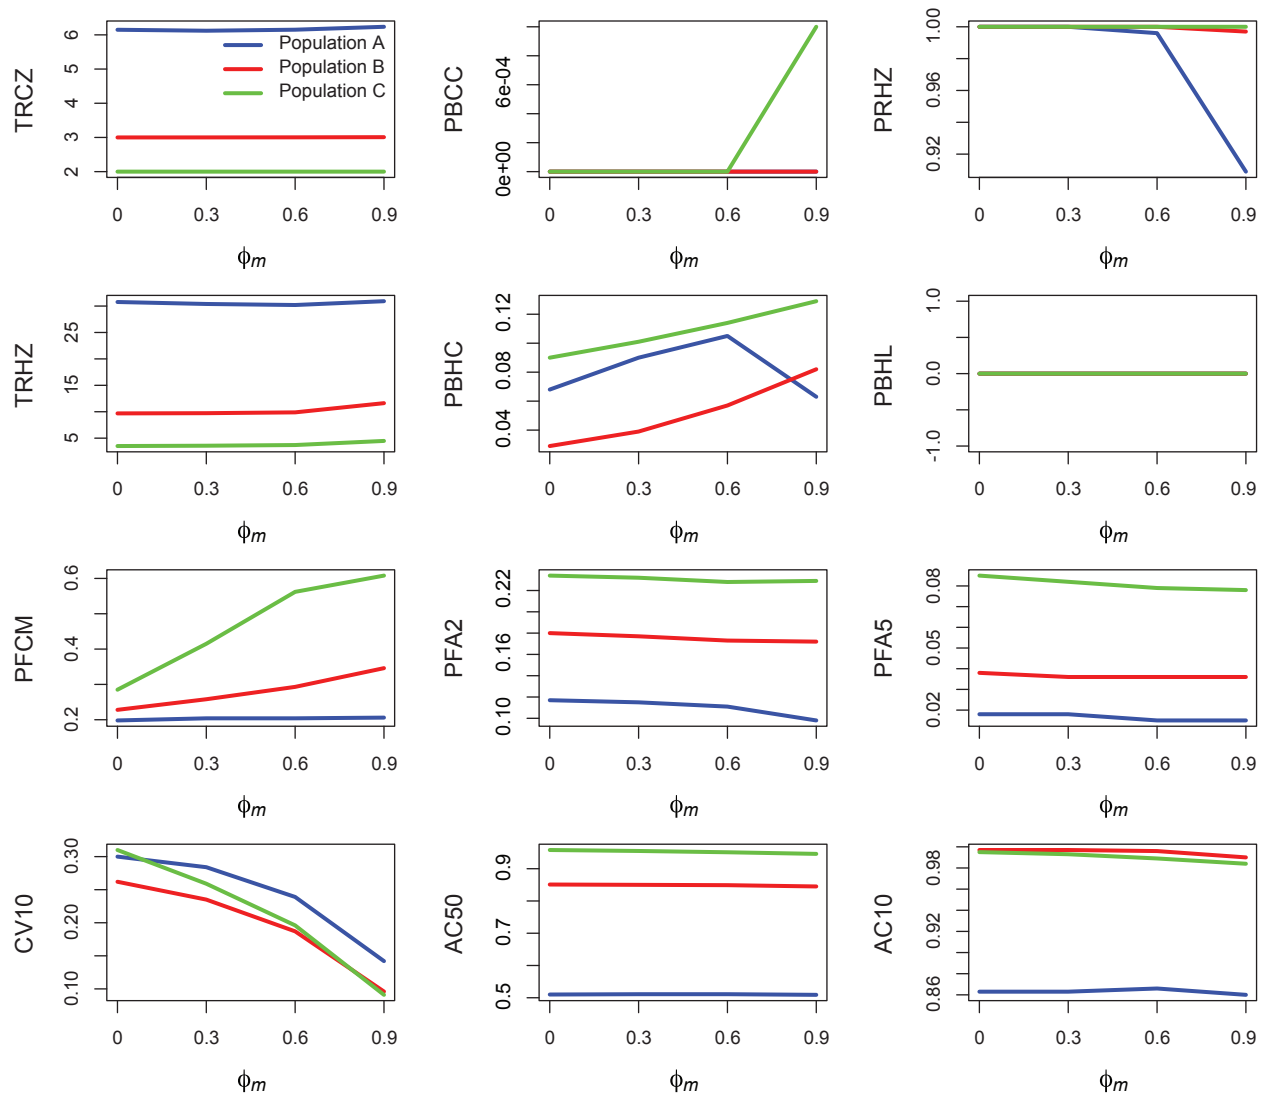 TRCZ
2 3 4 5 6
Population A
Population B
Population C
0 0.3 0.6 0.9
ϕm
PBCC
0e+00 6e-04
0 0.3 0.6 0.9
ϕm
PRHZ
0.92 0.96 1.00
0 0.3 0.6 0.9
ϕm
TRHZ
5 15 25
0 0.3 0.6 0.9
ϕm
PBHC
0.04 0.08 0.12
0 0.3 0.6 0.9
ϕm
PBHL
-1.0 0.0 1.0
0 0.3 0.6 0.9
ϕm
PFCM
0.2 0.4 0.6
0 0.3 0.6 0.9
ϕm
PFA2
0.10 0.16 0.22
0 0.3 0.6 0.9
ϕm
PFA5
0.02 0.05 0.08
0 0.3 0.6 0.9
ϕm
CV10
0.10 0.20 0.30
0 0.3 0.6 0.9
ϕm
AC50
0.5 0.7 0.9
0 0.3 0.6 0.9
ϕm
AC10
0.86 0.92 0.98
0 0.3 0.6 0.9
ϕm